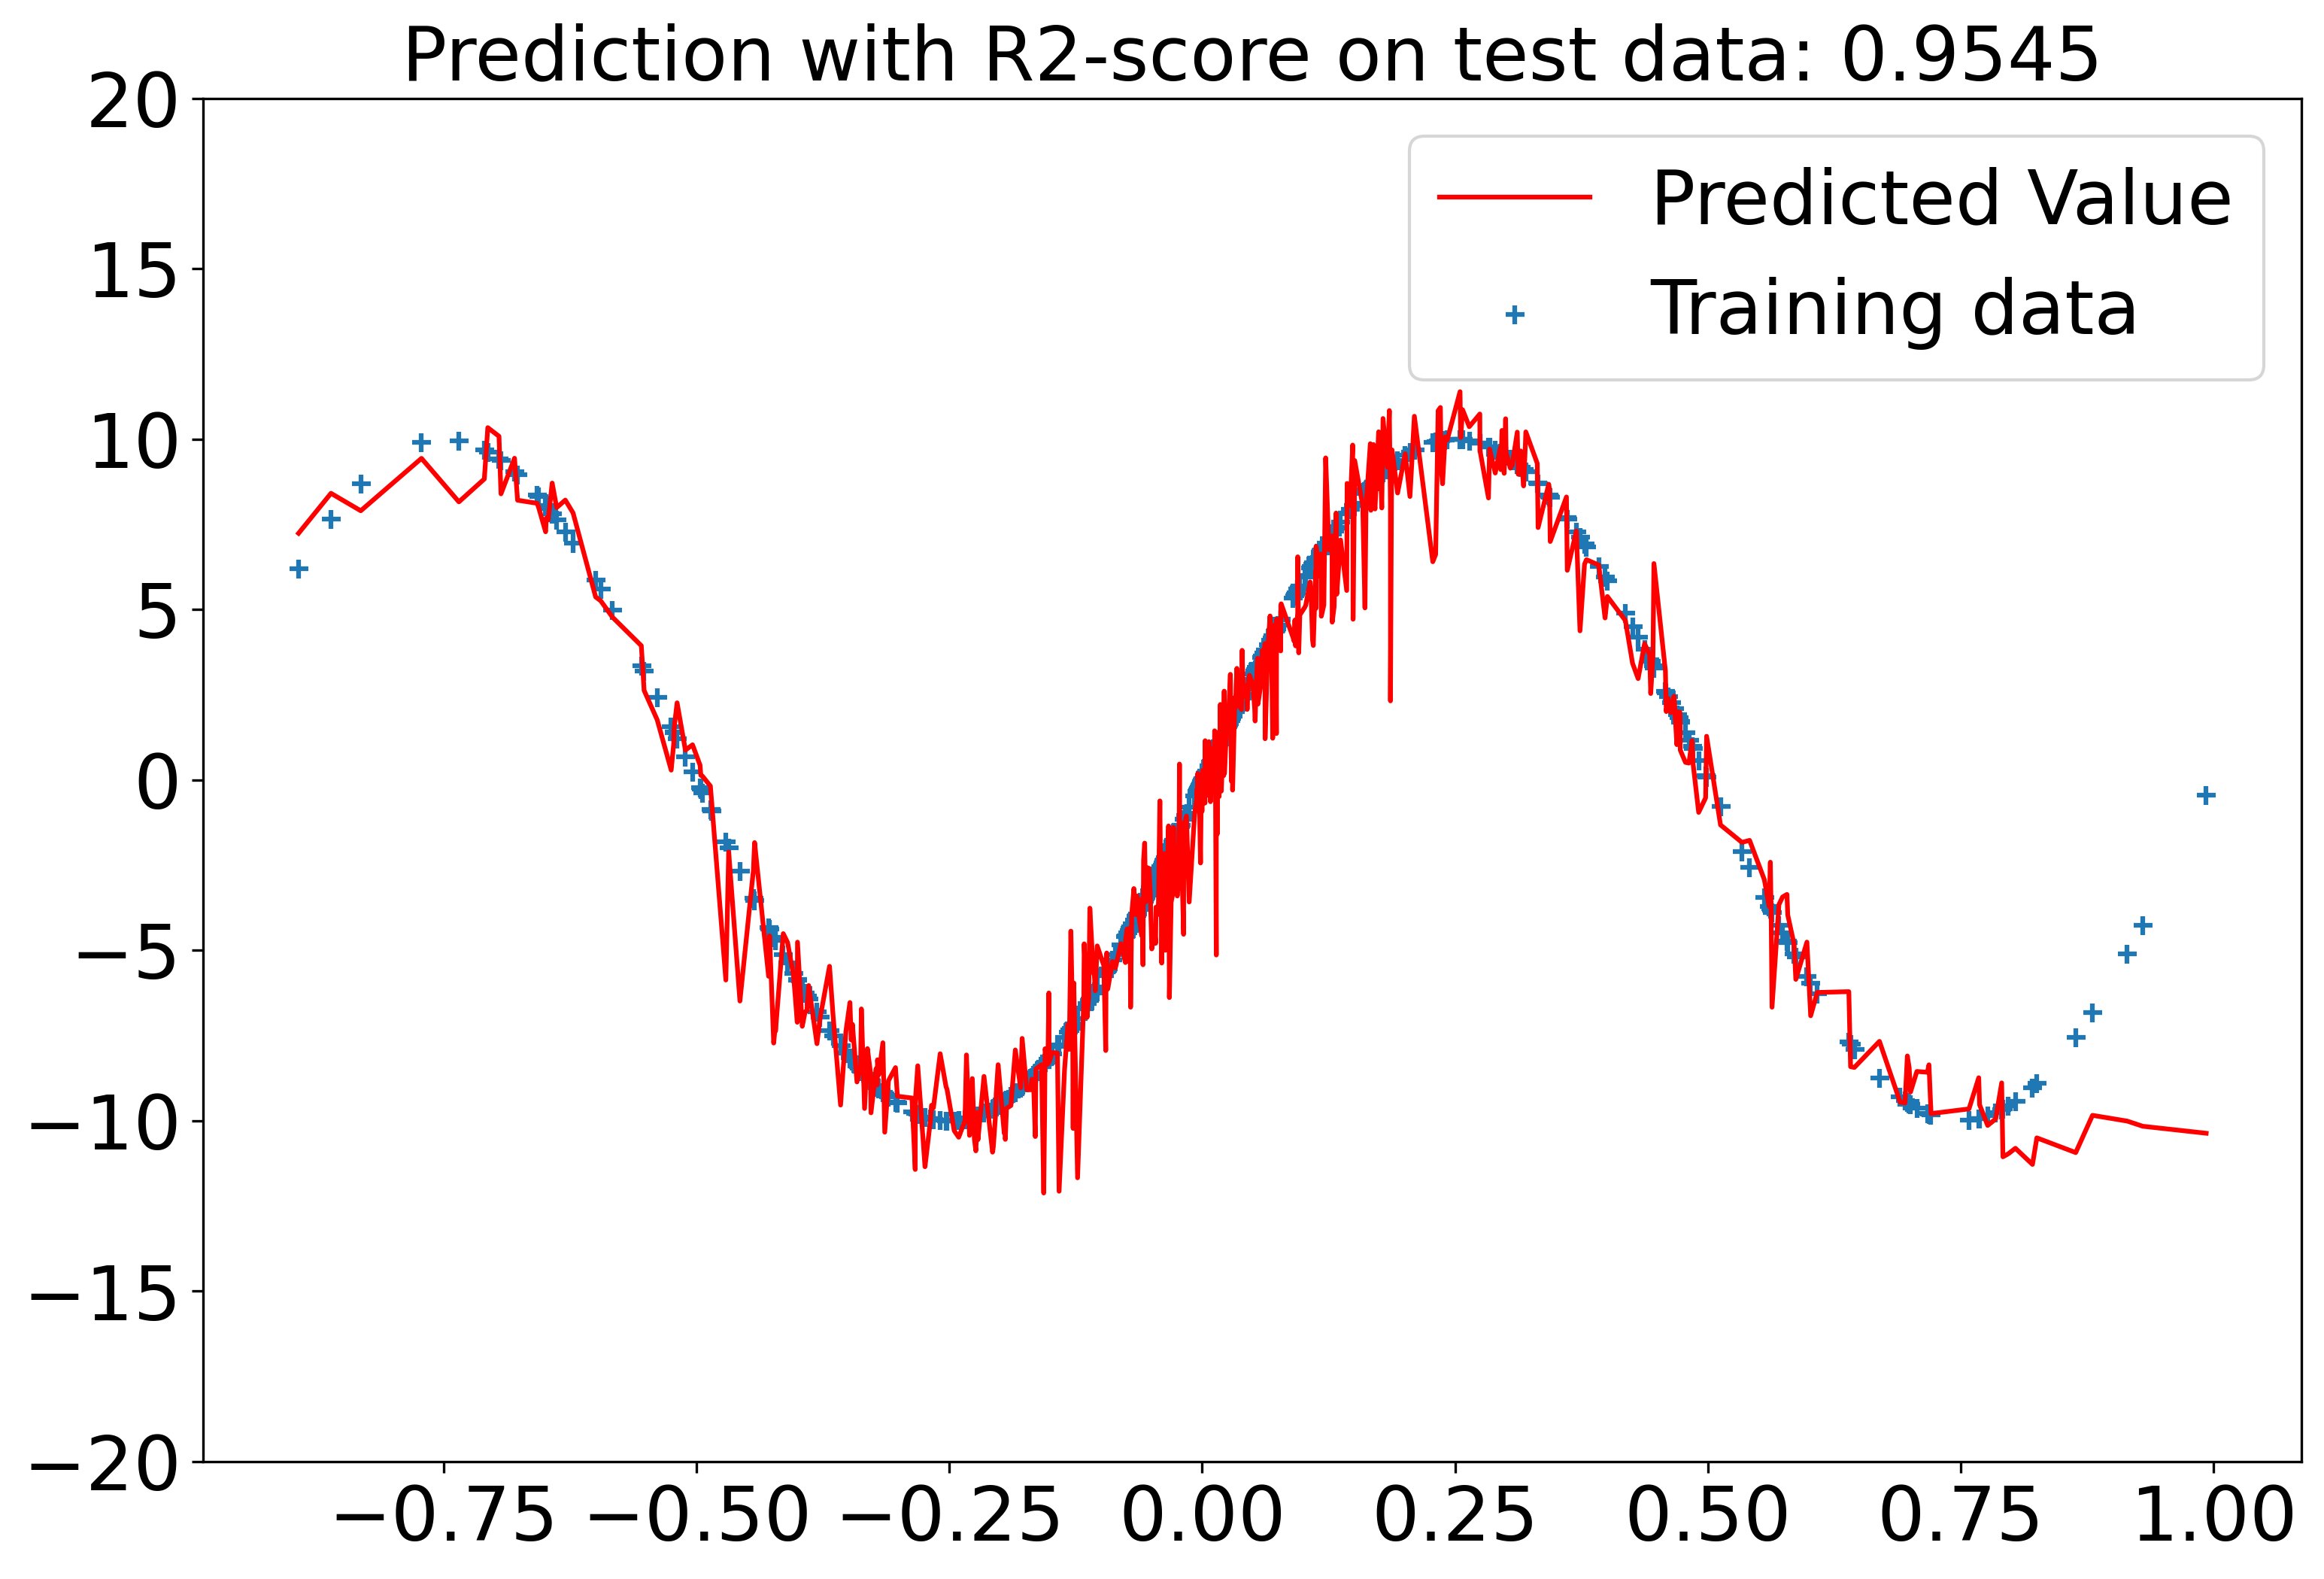 Prediction with R2-score on test data: 0.9545
20
15
10
5
0
−5
−10
−15
−20
Predicted Value
Training data
−0.75 −0.50 −0.25 0.00 0.25 0.50 0.75 1.00